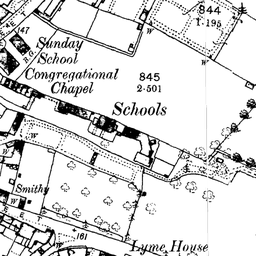 844
1·195
147
W
Sunday
School
B.G.
Congregational
Chapel
845
2·501
Schools
W
W
W
Smithy
W
161
Lyme House